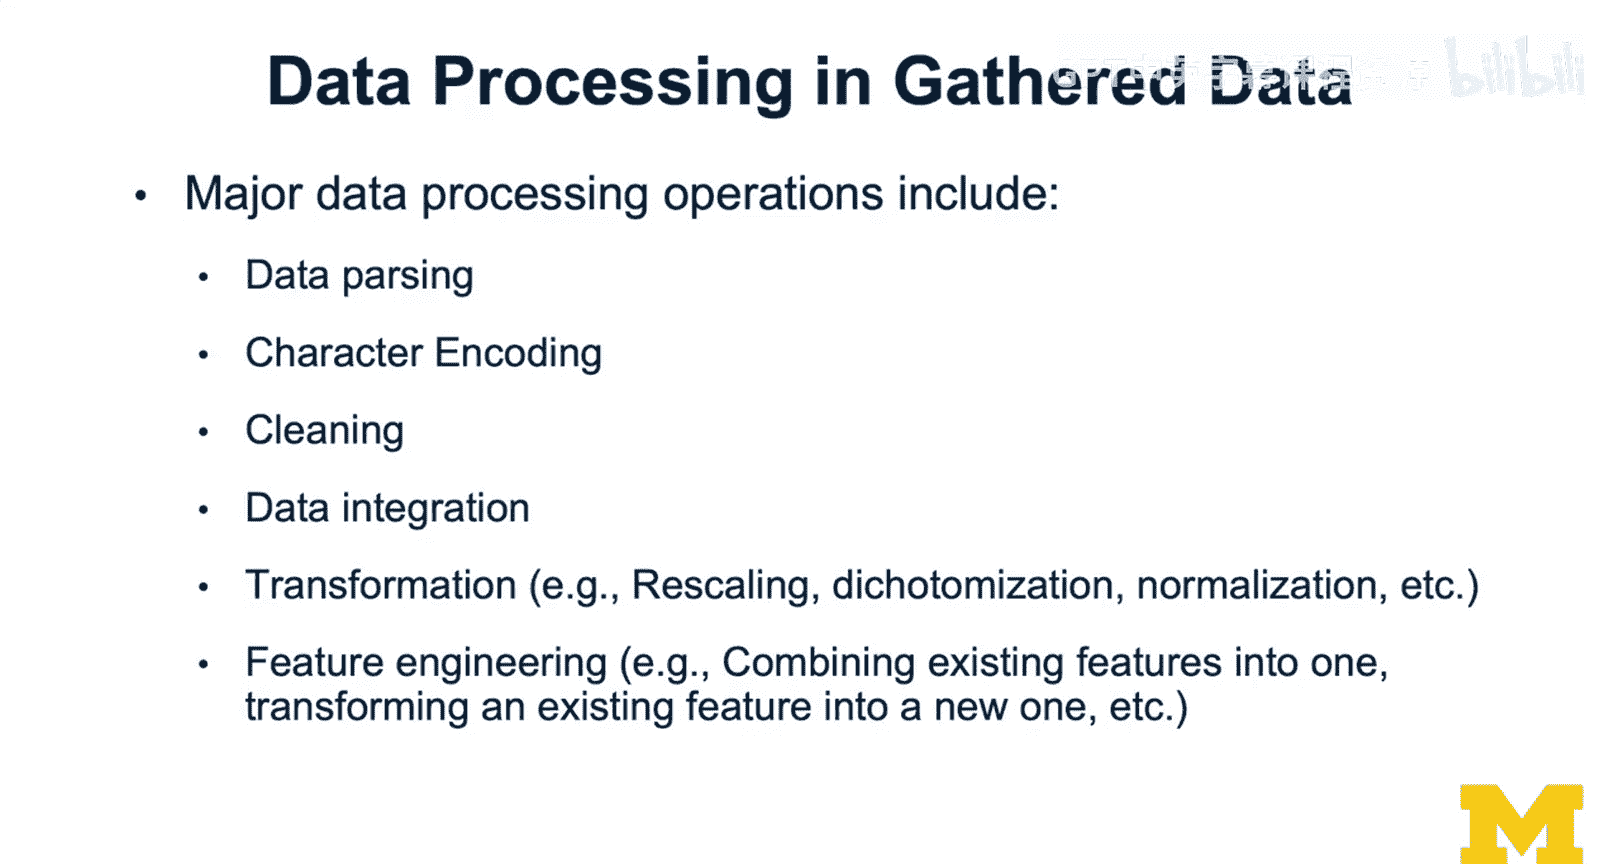 Data Processing in Gathered Data
bilibili
• Major data processing operations include:
• Data parsing
• Character Encoding
• Cleaning
• Data integration
• Transformation (e.g., Rescaling, dichotomization, normalization, etc.)
• Feature engineering (e.g., Combining existing features into one,
transforming an existing feature into a new one, etc.)
M